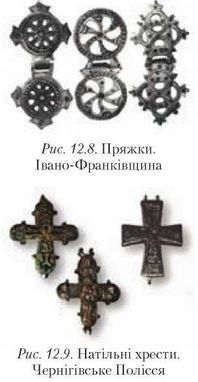 Рис. 12.8. Пряжки.
Івано-Франківщина
Рис. 12.9. Натільні хрести.
Чернігівське Полісся